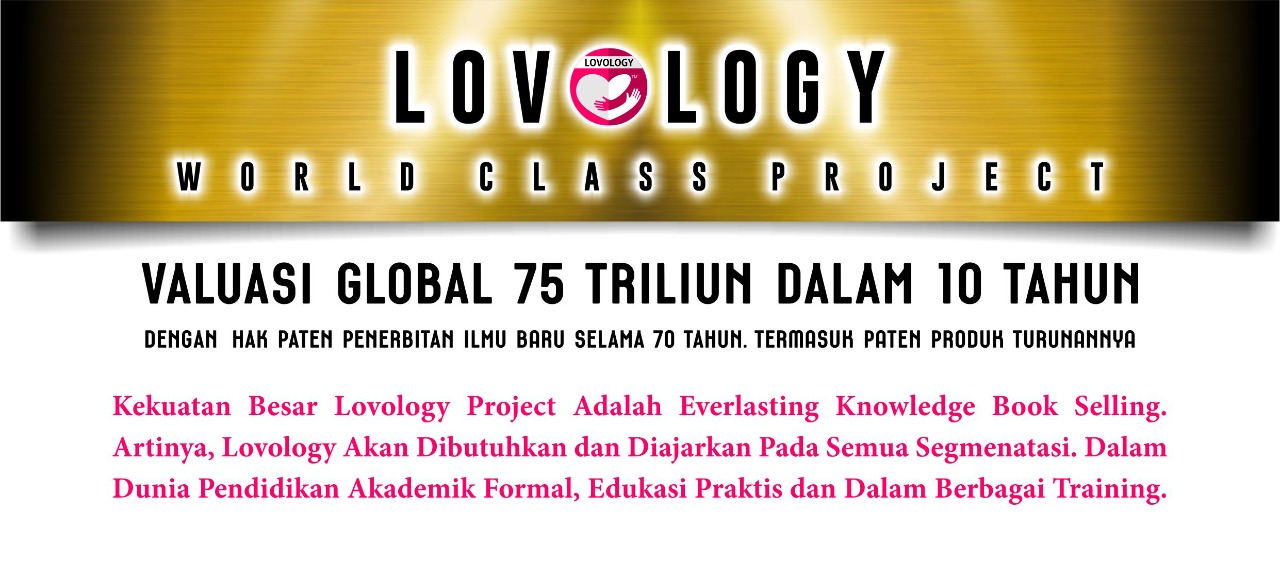 LOVOLOGY
LOVOLOGY™
WORLD CLASS PROJECT
VALUASI GLOBAL 75 TRILIUN DALAM 10 TAHUN
DENGAN HAK PATEN PENERBITAN ILMU BARU SELAMA 70 TAHUN. TERMASUK PATEN PRODUK TURUNANNYA
Kekuatan Besar Lovology Project Adalah Everlasting Knowledge Book Selling.
Artinya, Lovology Akan Dibutuhkan dan Diajarkan Pada Semua Segmenatasi. Dalam
Dunia Pendidikan Akademik Formal, Edukasi Praktis dan Dalam Berbagai Training.